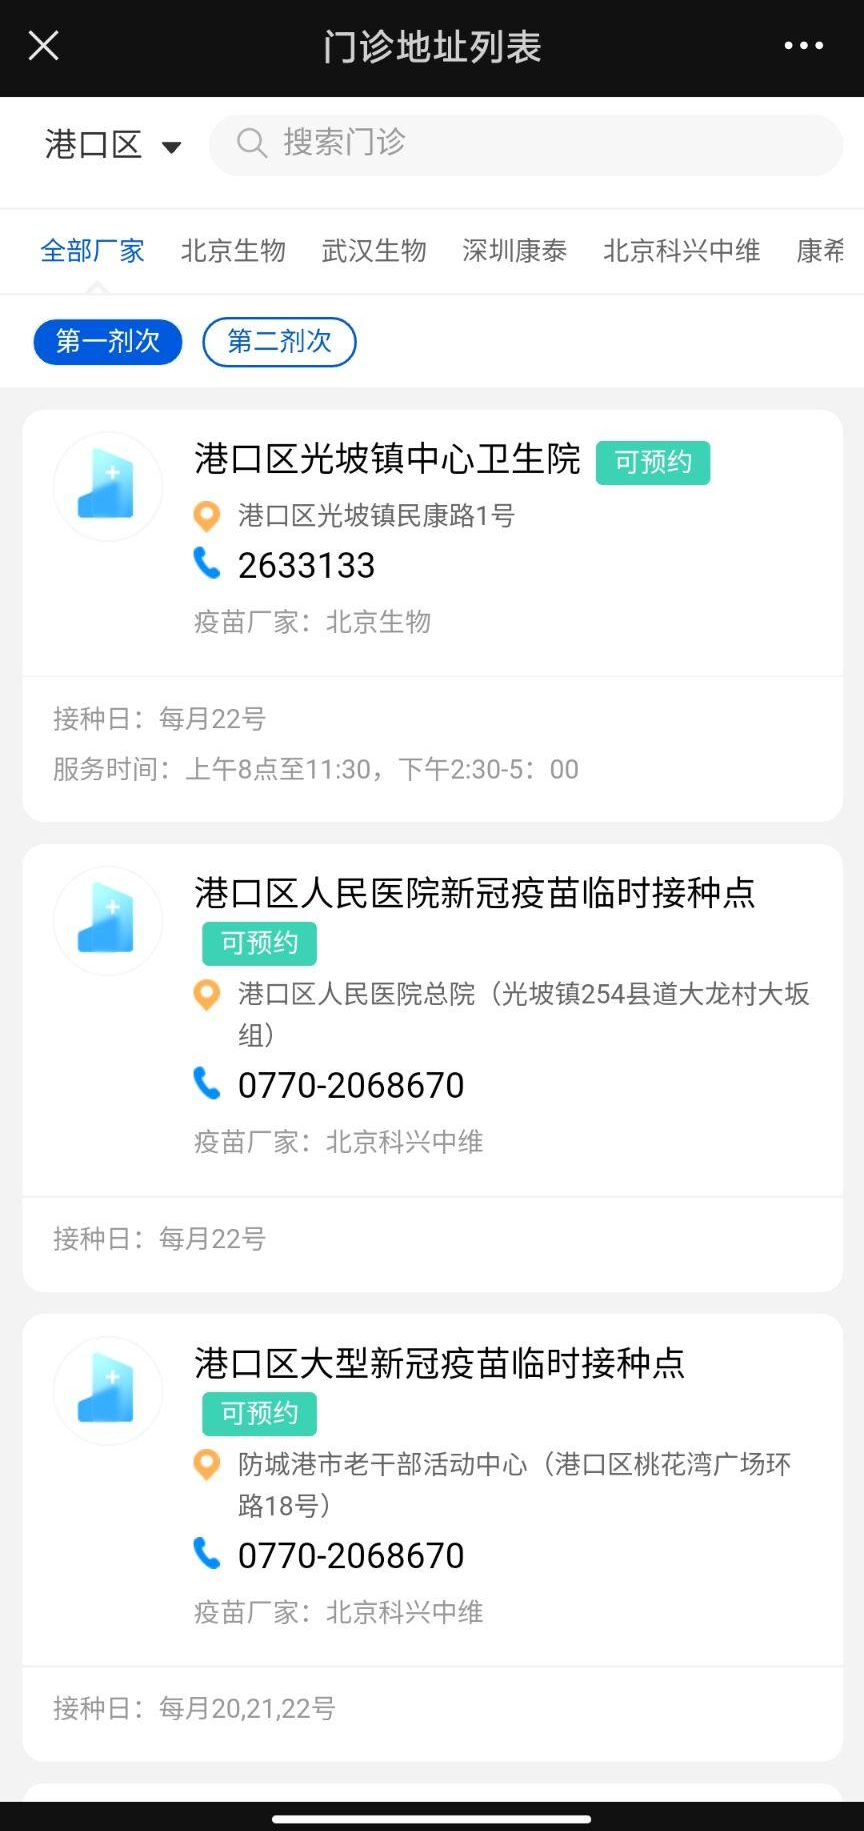 门诊地址列表
港口区 搜索门诊
全部厂家 北京生物 武汉生物 深圳康泰 北京科兴中维 康希
第一剂次 第二剂次
港口区光坡镇中心卫生院 可预约
港口区光坡镇民康路1号
2633133
疫苗厂家：北京生物
接种日：每月22号
服务时间：上午8点至11:30，下午2:30-5：00
港口区人民医院新冠疫苗临时接种点
可预约
港口区人民医院总院（光坡镇254县道大龙村大坂
组）
0770-2068670
疫苗厂家：北京科兴中维
接种日：每月22号
港口区大型新冠疫苗临时接种点
可预约
防城港市老干部活动中心（港口区桃花湾广场环
路18号）
0770-2068670
疫苗厂家：北京科兴中维
接种日：每月20,21,22号